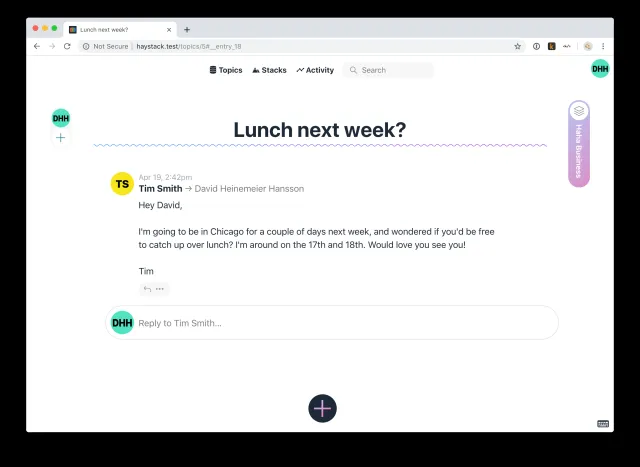 Lunch next week?
Not Secure | haystack.test/topics/5#__entry_18
Topics
Stacks
Activity
Search
DHH
DHH
Lunch next week?
Haha Business
TS
Apr 19, 2:42pm
Tim Smith → David Heinemeier Hansson
Hey David,
I'm going to be in Chicago for a couple of days next week, and wondered if you'd be free
to catch up over lunch? I'm around on the 17th and 18th. Would love you see you!
Tim
DHH
Reply to Tim Smith...